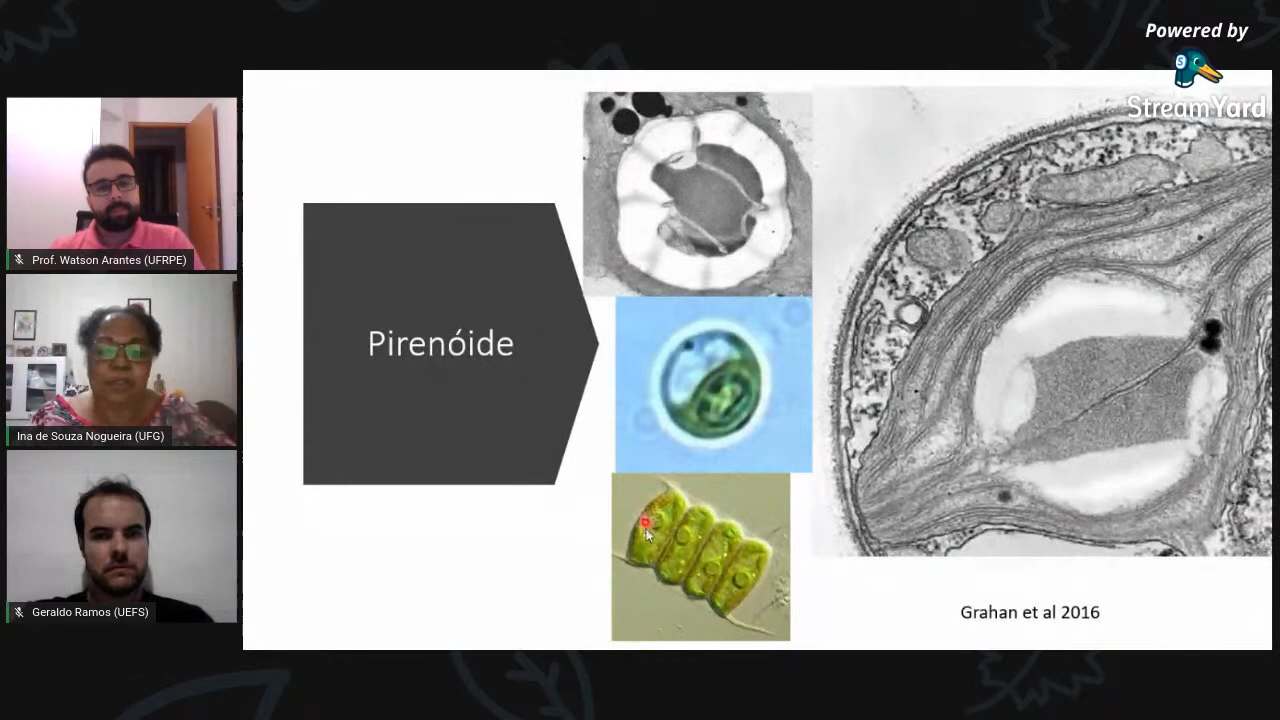 Powered by
StreamYard
Prof. Watson Arantes (UFRPE)
Ina de Souza Nogueira (UFG)
Geraldo Ramos (UEFS)
Pirenóide
Grahan et al 2016